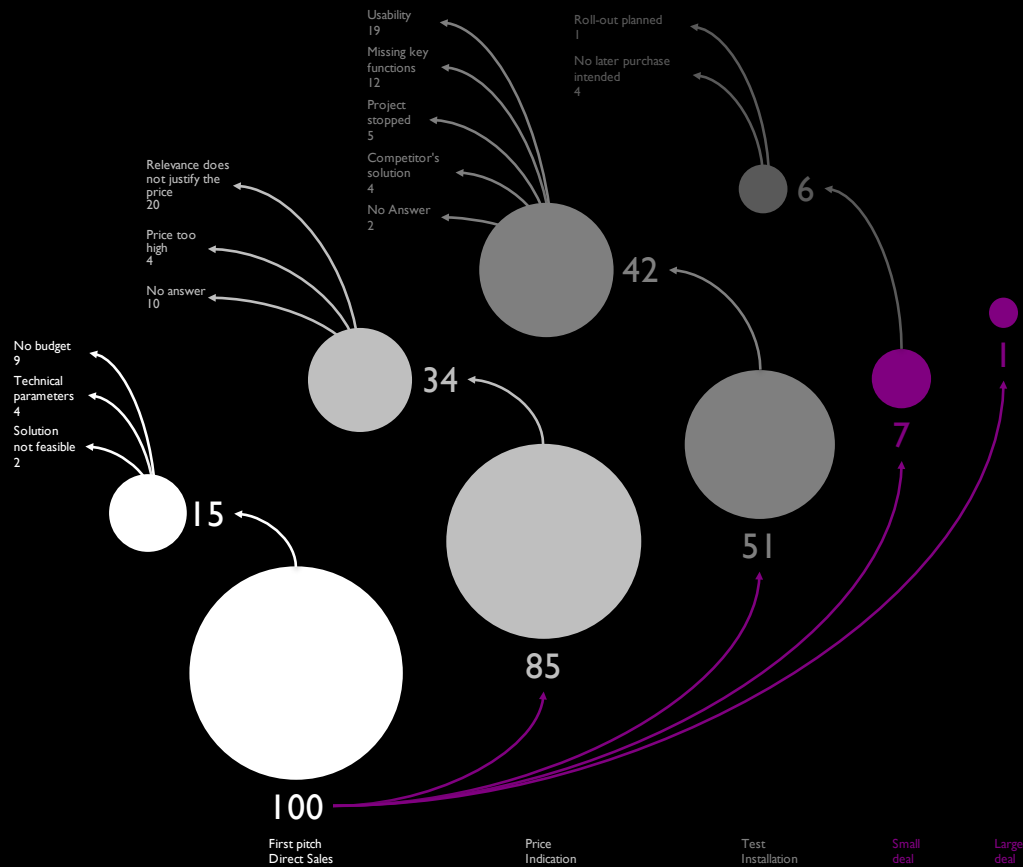 Usability
19
Missing key
functions
12
Project
stopped
5
Competitor's
solution
4
No Answer
2
Roll-out planned
1
No later purchase
intended
4
Relevance does
not justify the
price
20
Price too
high
4
No answer
10
No budget
9
Technical
parameters
4
Solution
not feasible
2
6
42
34
15
1
7
51
85
100
First pitch
Direct Sales
Price
Indication
Test
Installation
Small
deal
Large
deal